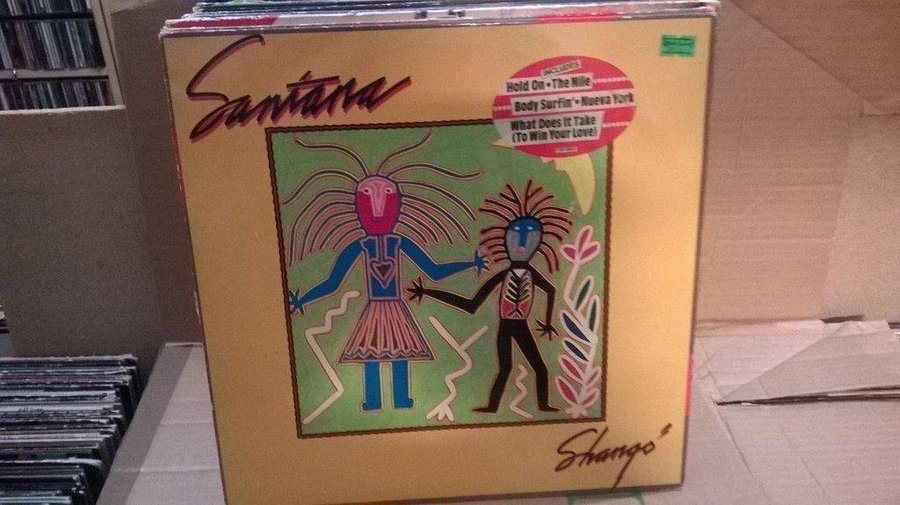 Santana
INCLUDES
Hold On • The Nile
Body Surfin' • Nueva York
What Does It Take
(To Win Your Love)
Shangó